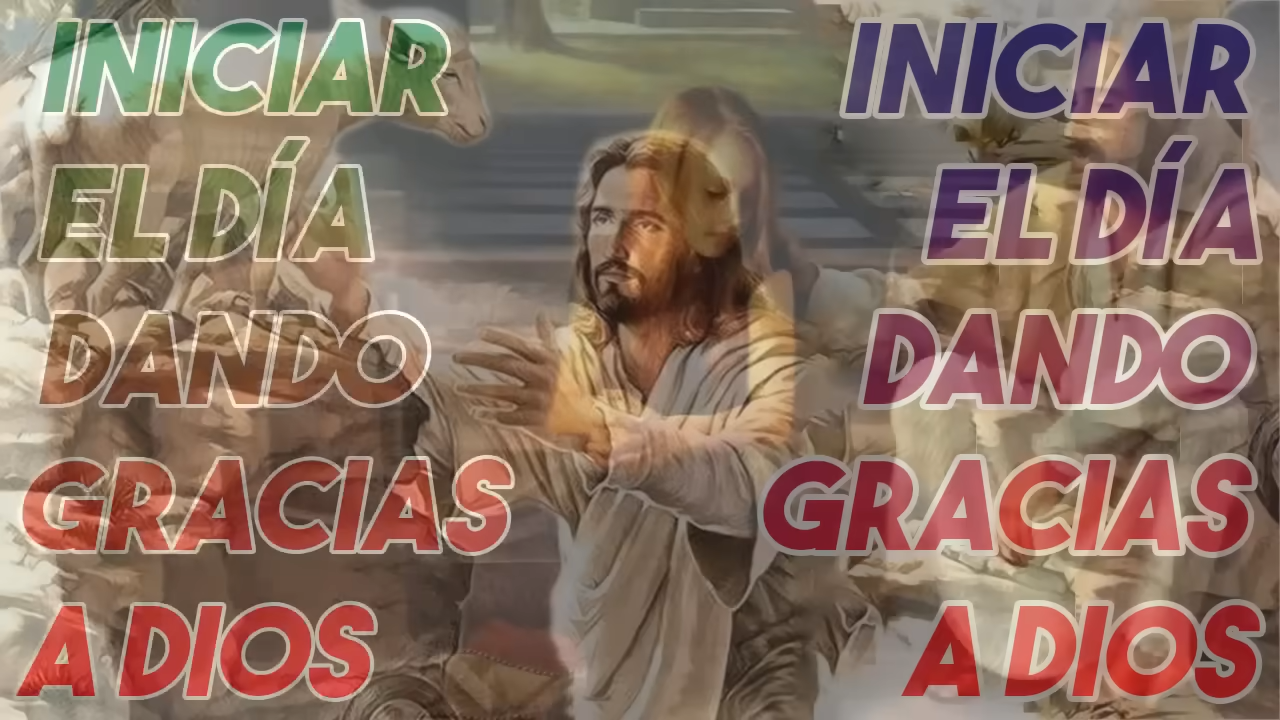 INICIAR
EL DÍA
DANDO
GRACIAS
A DIOS
INICIAR
EL DÍA
DANDO
GRACIAS
A DIOS